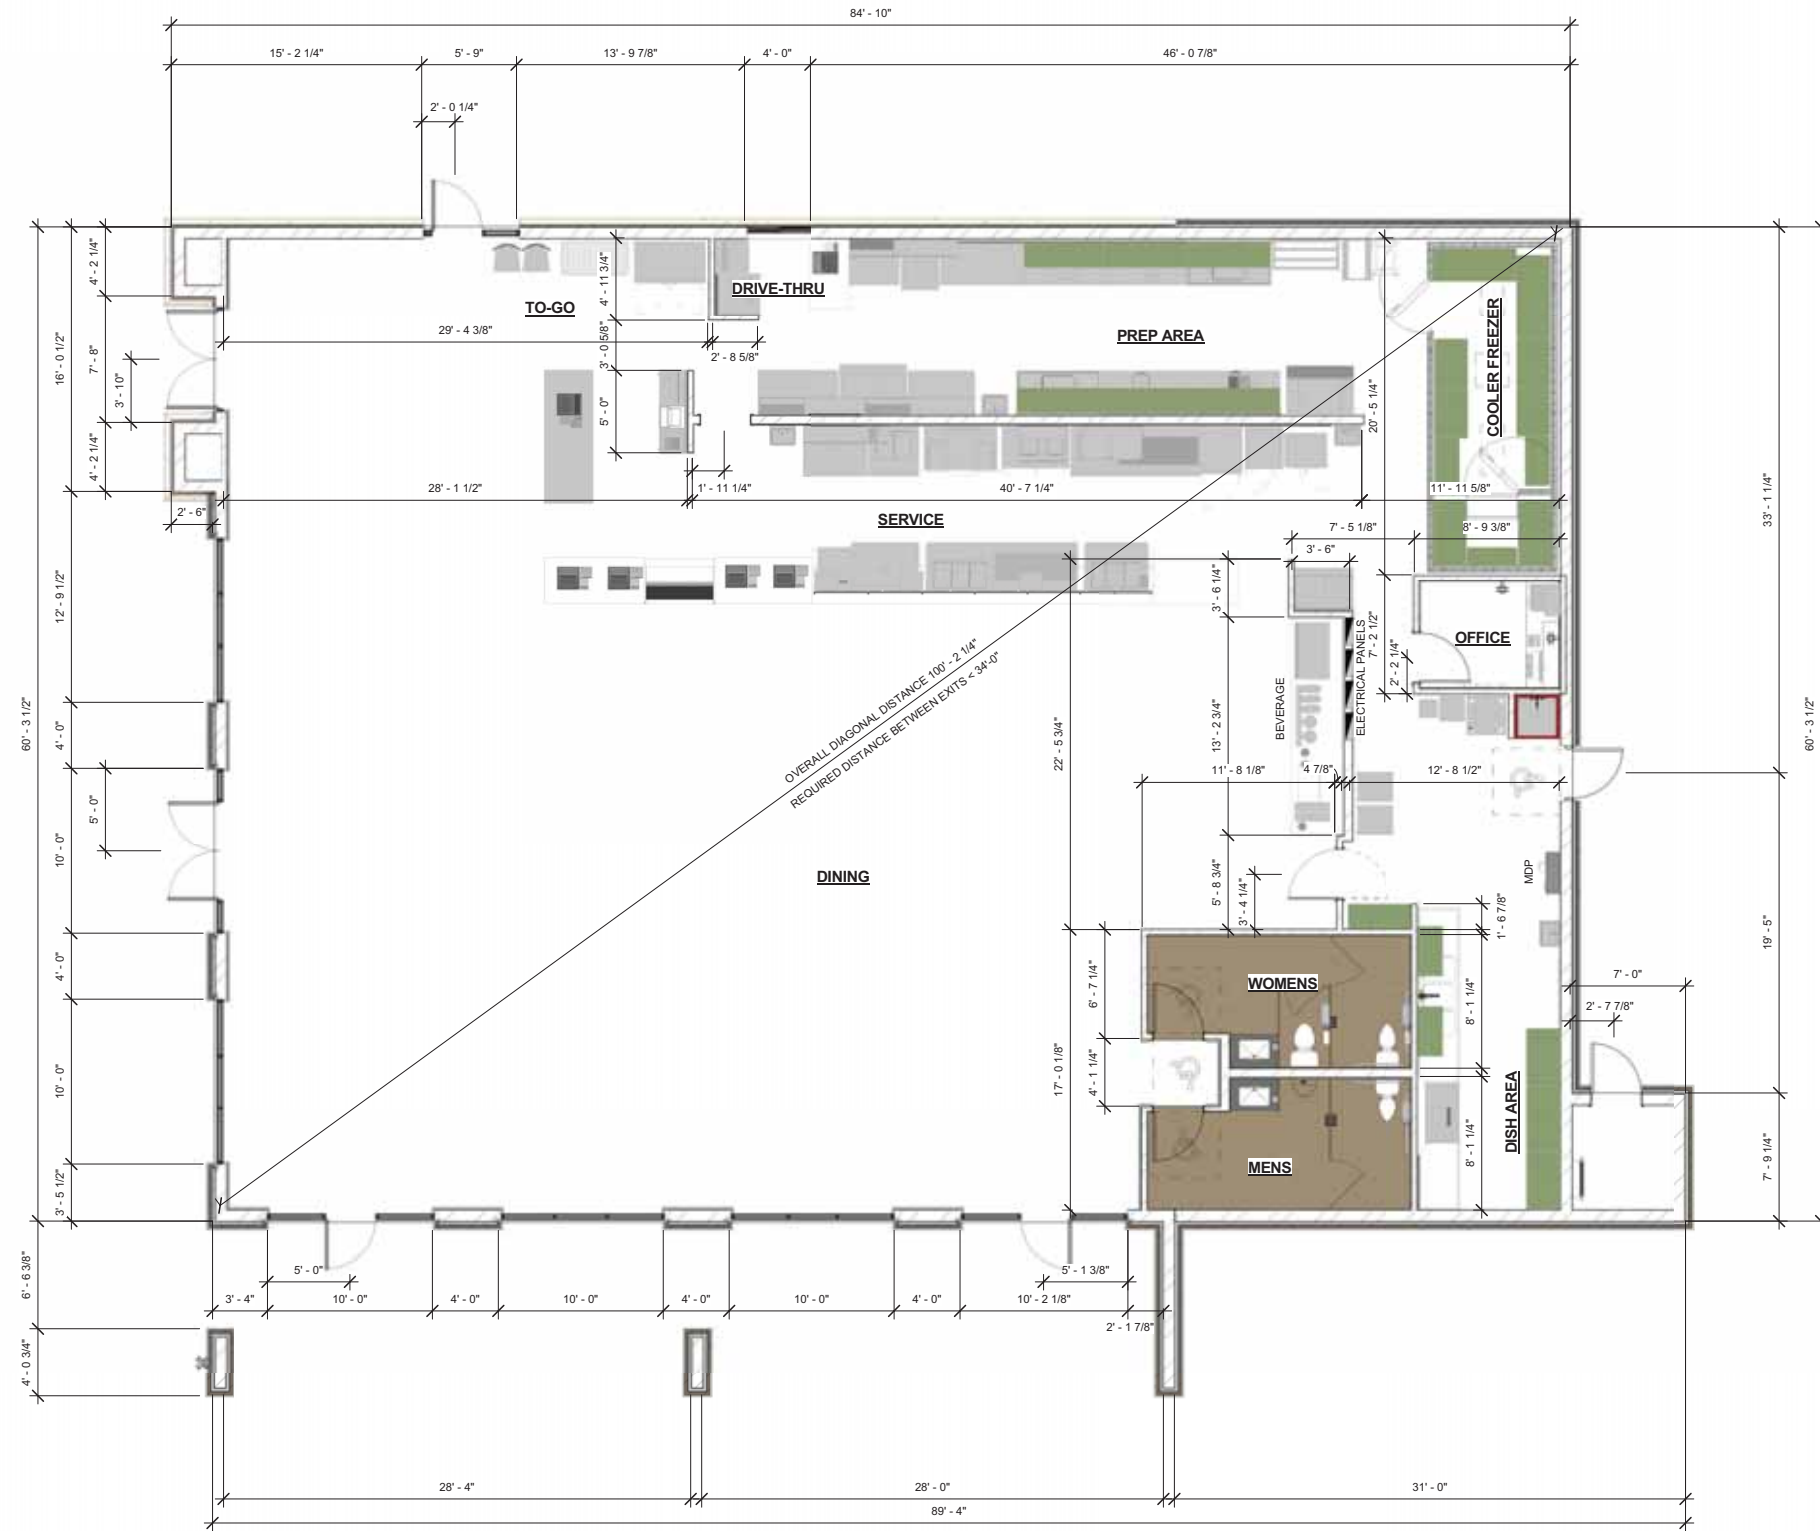 84' - 10"
15' - 2 1/4"
5' - 9"
13' - 9 7/8"
4' - 0"
46' - 0 7/8"
2' - 0 1/4"
4' - 2 1/4"
16' - 0 1/2"
7' - 8"
3' - 10"
4' - 2 1/4"
2' - 6"
12' - 9 1/2"
60' - 3 1/2"
4' - 0"
5' - 0"
10' - 0"
4' - 0"
10' - 0"
3' - 5 1/2"
6' - 6 3/8"
4' - 0 3/4"
TO-GO
4' - 11 3/4"
DRIVE-THRU
29' - 4 3/8"
3' - 0 5/8"
2' - 8 5/8"
5' - 0"
PREP AREA
COOLER FREEZER
20' - 5 1/4"
28' - 1 1/2"
1' - 11 1/4"
40' - 7 1/4"
11' - 11 5/8"
SERVICE
7' - 5 1/8"
8' - 9 3/8"
3' - 6"
3' - 6 1/4"
ELECTRICAL PANELS
7' - 2 1/2"
2' - 2 1/4"
OFFICE
33' - 1 1/4"
60' - 3 1/2"
OVERALL DIAGONAL DISTANCE 100' - 2 1/4"
REQUIRED DISTANCE BETWEEN EXITS < 34'-0"
22' - 5 3/4"
13' - 2 3/4"
BEVERAGE
11' - 8 1/8"
4 7/8"
12' - 8 1/2"
DINING
5' - 8 3/4"
3' - 4 1/4"
MDP
1' - 6 7/8"
19' - 5"
6' - 7 1/4"
WOMENS
8' - 1 1/4"
7' - 0"
2' - 7 7/8"
17' - 0 1/8"
4' - 1 1/4"
MENS
8' - 1 1/4"
DISH AREA
7' - 9 1/4"
5' - 0"
5' - 1 3/8"
3' - 4"
10' - 0"
4' - 0"
10' - 0"
4' - 0"
10' - 0"
4' - 0"
10' - 2 1/8"
2' - 1 7/8"
28' - 4"
28' - 0"
31' - 0"
89' - 4"